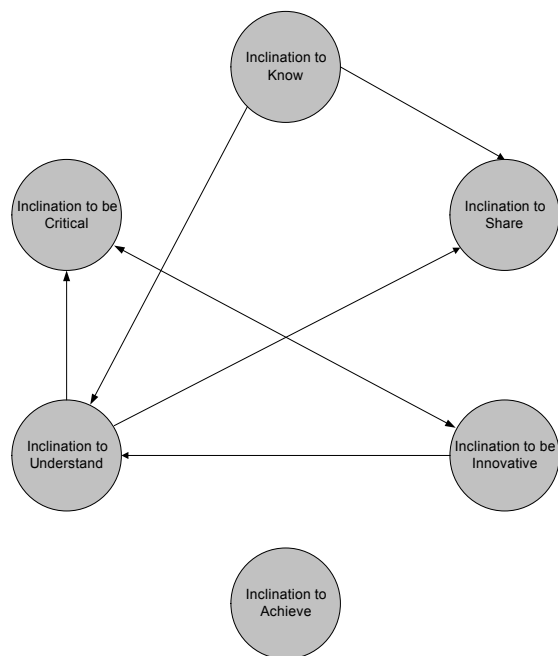 Inclination to
Know
Inclination to be
Critical
Inclination to
Share
Inclination to
Understand
Inclination to be
Innovative
Inclination to
Achieve